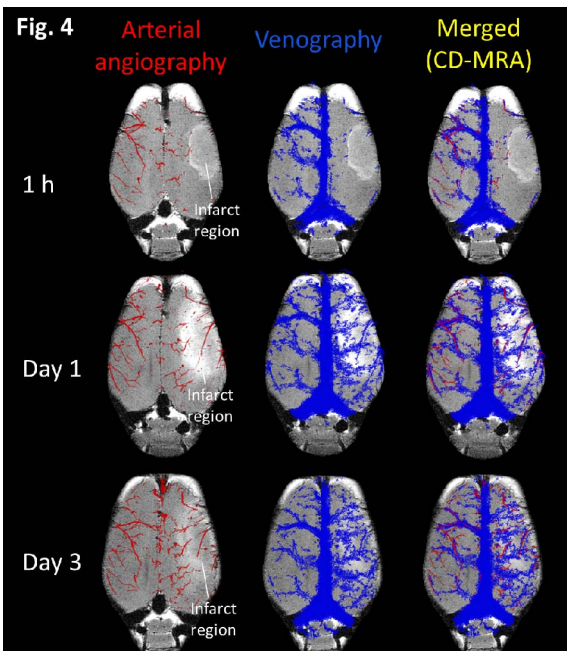 Fig. 4
Arterial
angiography
Venography
Merged
(CD-MRA)
1 h
Infarct
region
Day 1
Infarct
region
Day 3
Infarct
region